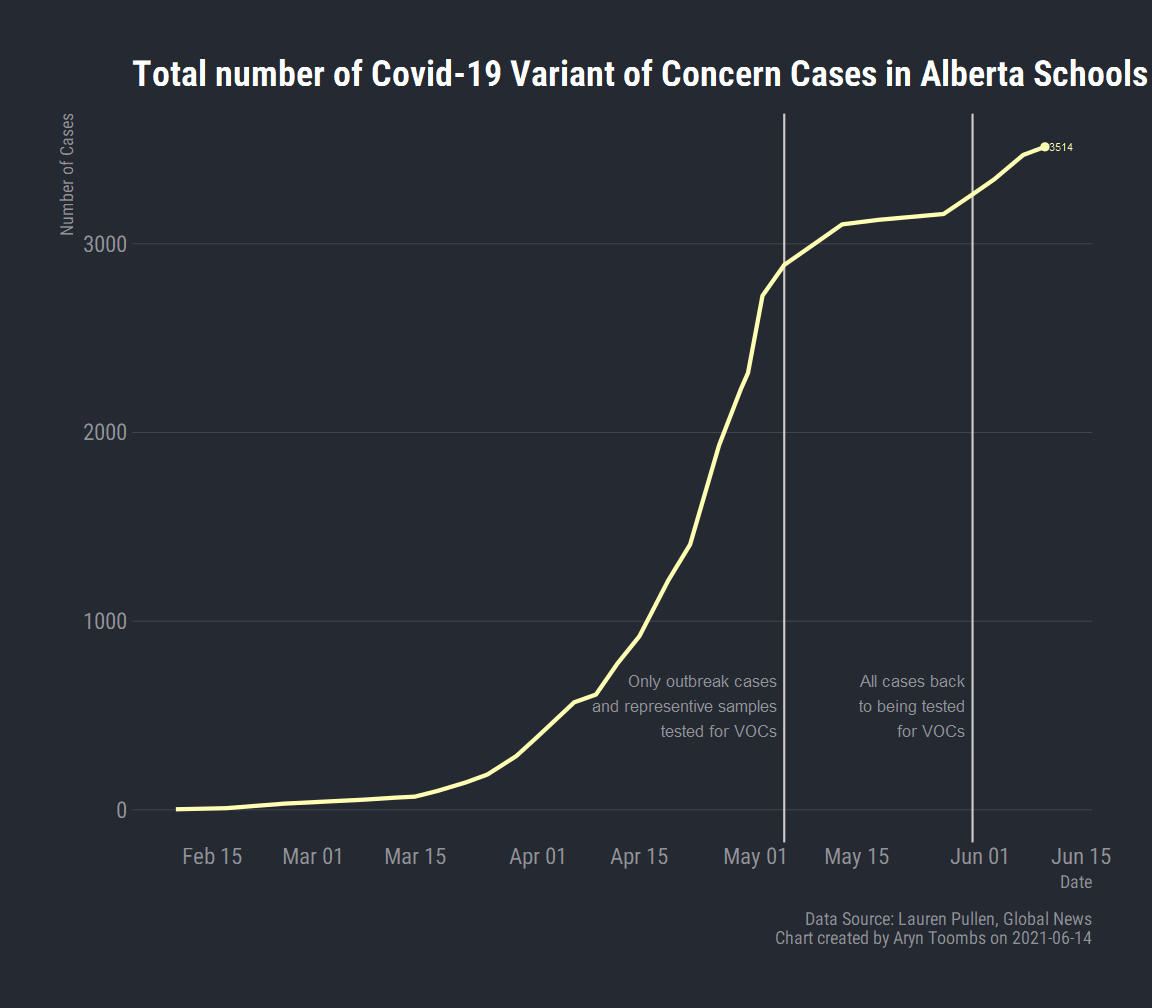 Total number of Covid-19 Variant of Concern Cases in Alberta Schools
Number of Cases
3514
3000
2000
1000
0
Only outbreak cases
and representive samples
tested for VOCs
All cases back
to being tested
for VOCs
Feb 15 Mar 01 Mar 15 Apr 01 Apr 15 May 01 May 15 Jun 01 Jun 15
Date
Data Source: Lauren Pullen, Global News
Chart created by Aryn Toombs on 2021-06-14